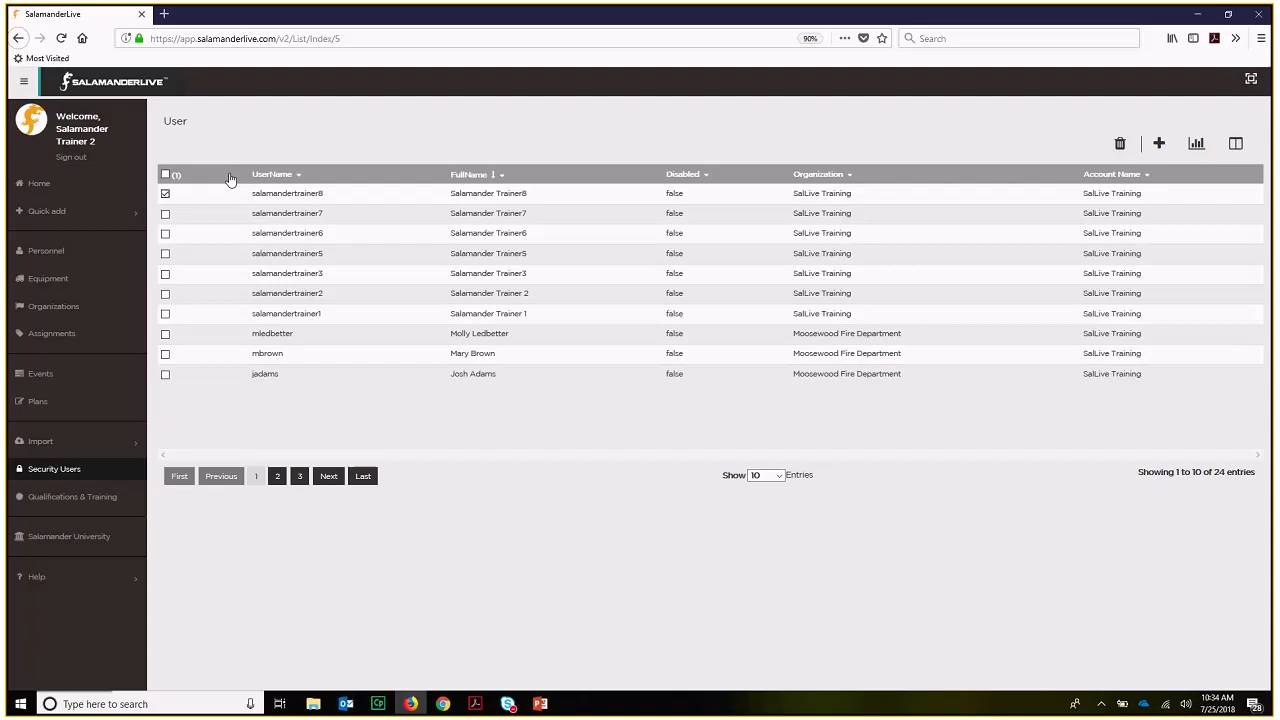 SalamanderLive
https://app.salamanderlive.com/v2/List/Index/5
90%
Search
Most Visited
SALAMANDERLIVE™
Welcome,
Salamander
Trainer 2
Sign out
Home
Quick add
Personnel
Equipment
Organizations
Assignments
Events
Plans
Import
Security Users
Qualifications & Training
Salamander University
Help
User
(1) UserName FullName Disabled Organization Account Name
salamandertrainer8 Salamander Trainer8 false SalLive Training SalLive Training
salamandertrainer7 Salamander Trainer7 false SalLive Training SalLive Training
salamandertrainer6 Salamander Trainer6 false SalLive Training SalLive Training
salamandertrainer5 Salamander Trainer5 false SalLive Training SalLive Training
salamandertrainer3 Salamander Trainer3 false SalLive Training SalLive Training
salamandertrainer2 Salamander Trainer 2 false SalLive Training SalLive Training
salamandertrainer1 Salamander Trainer 1 false SalLive Training SalLive Training
mledbetter Molly Ledbetter false Moosewood Fire Department SalLive Training
mbrown Mary Brown false Moosewood Fire Department SalLive Training
jadams Josh Adams false Moosewood Fire Department SalLive Training
First Previous 1 2 3 Next Last Show 10 Entries Showing 1 to 10 of 24 entries
Type here to search
10:34 AM
7/25/2018
28